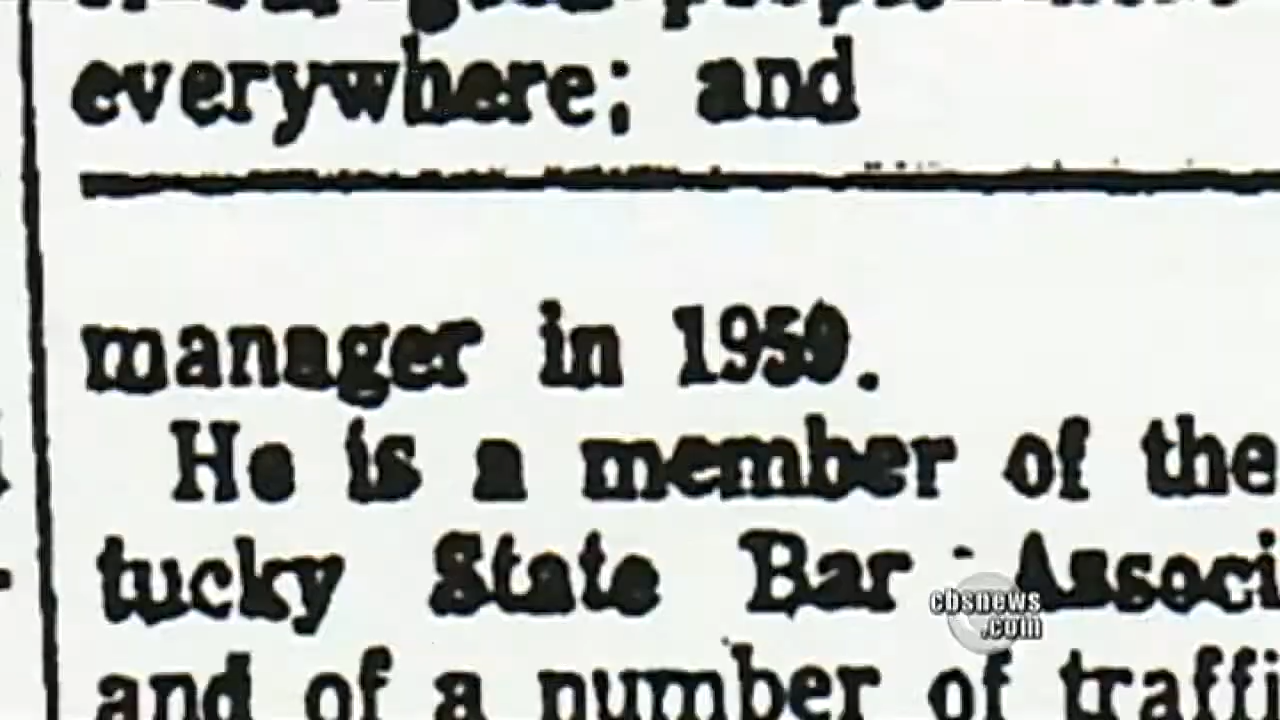 everywhere; and
manager in 1959.
He is a member of the
tucky State Bar Associ
and of a number of traffi
cbsnews
.com